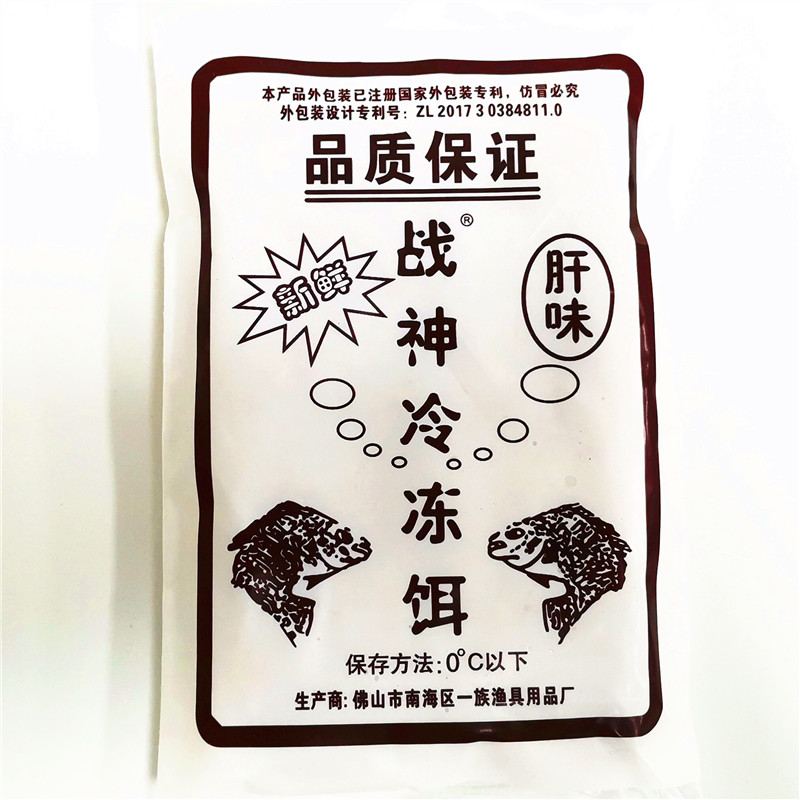 本产品外包装已注册国家外包装专利，仿冒必究
外包装设计专利号：ZL 2017 3 0384811.0
品质保证
战神冷冻饵®
新鲜
肝味
保存方法：0°C以下
生产商：佛山市南海区一族渔具用品厂